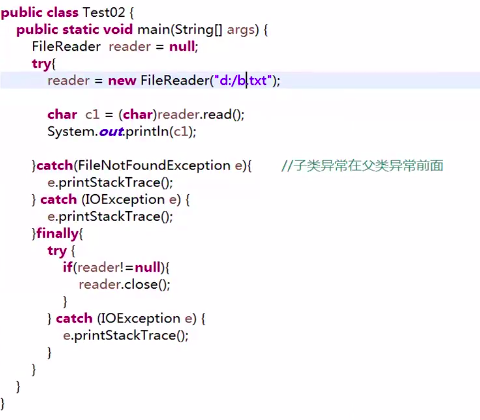 public class Test02 {
public static void main(String[] args) {
FileReader reader = null;
try{
reader = new FileReader("d:/b.txt");
char c1 = (char)reader.read();
System.out.println(c1);
}catch(FileNotFoundException e){ //子类异常在父类异常前面
e.printStackTrace();
} catch (IOException e) {
e.printStackTrace();
}finally{
try {
if(reader!=null){
reader.close();
}
} catch (IOException e) {
e.printStackTrace();
}
}
}
}